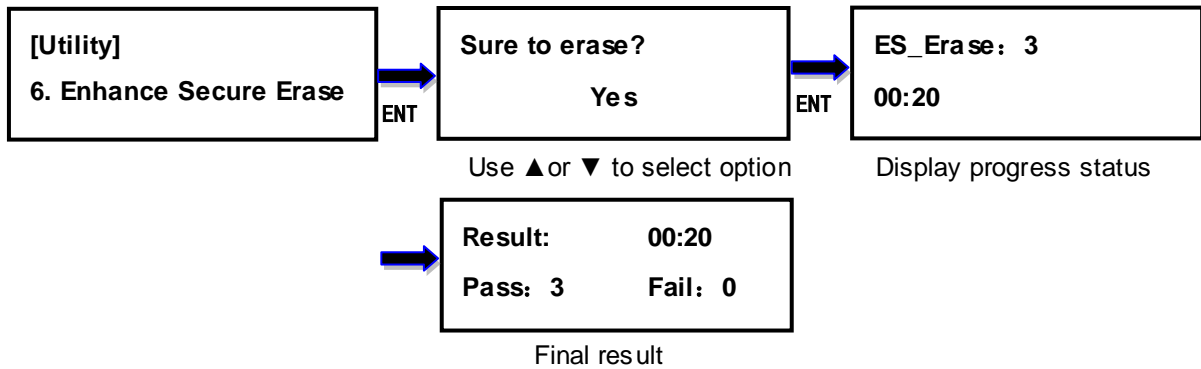 [Utility]
6. Enhance Secure Erase
ENT
Sure to erase?
Yes
Use ▲or ▼ to select option
ENT
ES_Erase：3
00:20
Display progress status
Result: 00:20
Pass：3 Fail：0
Final result